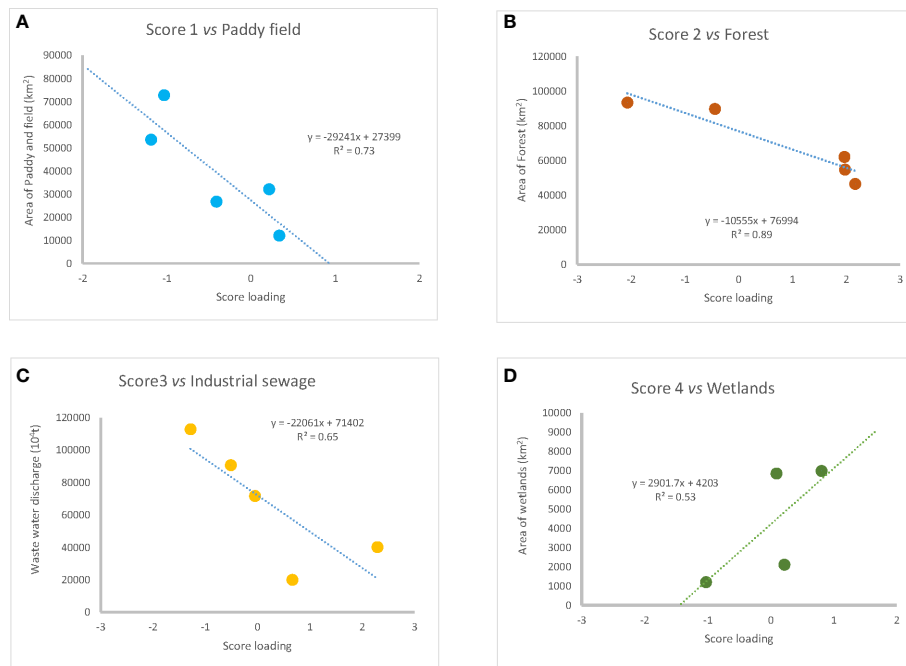 A
Score 1 vs Paddy field
90000
80000
70000
60000
50000
40000
30000
20000
10000
0
Area of Paddy and field (km²)
y = -29241x + 27399
R² = 0.73
-2 -1 0 1 2
Score loading
B
Score 2 vs Forest
120000
100000
80000
60000
40000
20000
0
Area of Forest (km²)
y = -10555x + 76994
R² = 0.89
-3 -2 -1 0 1 2 3
Score loading
C
Score3 vs Industrial sewage
120000
100000
80000
60000
40000
20000
0
Waste water discharge (10⁴t)
y = -22061x + 71402
R² = 0.65
-3 -2 -1 0 1 2 3
Score loading
D
Score 4 vs Wetlands
10000
9000
8000
7000
6000
5000
4000
3000
2000
1000
0
Area of wetlands (km²)
y = 2901.7x + 4203
R² = 0.53
-3 -2 -1 0 1 2 3
Score loading